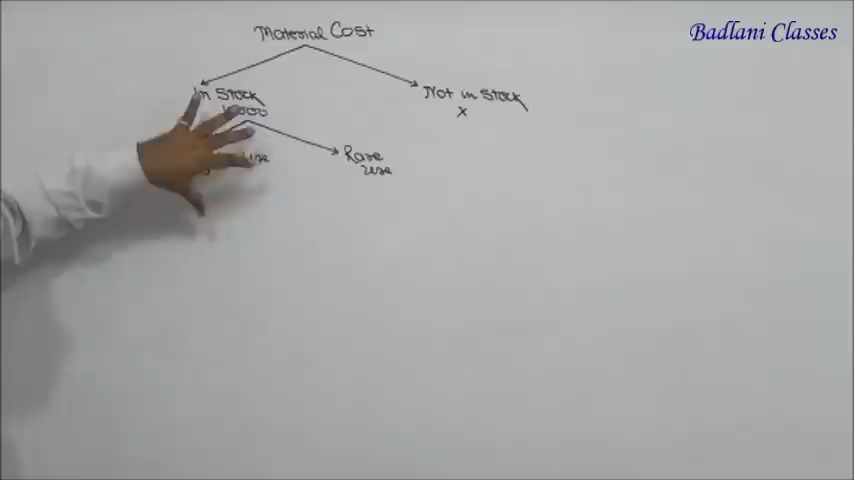 Badlani Classes
Material Cost
In Stock
Not in Stock
x
Rare
use